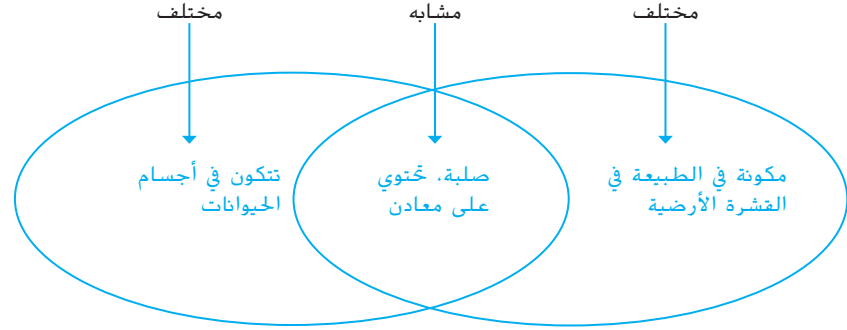 مختلف
مشابه
مختلف
مكونة في الطبيعة في
القشرة الأرضية
صلبة، تحتوي
على معادن
تتكون في أجسام
الحيوانات